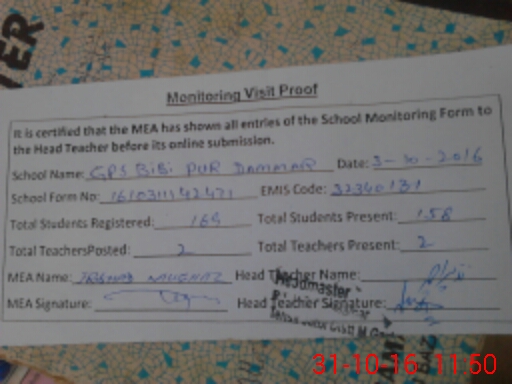 Monitoring Visit Proof
It is certified that the MEA has shown all entries of the School Monitoring Form to
the Head Teacher before its online submission.
School Name: GPS BiBi PUR DAMMAR Date: 3-10-2016
School Form No: EMIS Code: 32340131
Total Students Registered: 164 Total Students Present: 158
Total TeachersPosted: 2 Total Teachers Present: 2
MEA Name: Head Teacher Name:
MEA Signature: Head Teacher Signature:
Headmaster
31-10-16 11:50